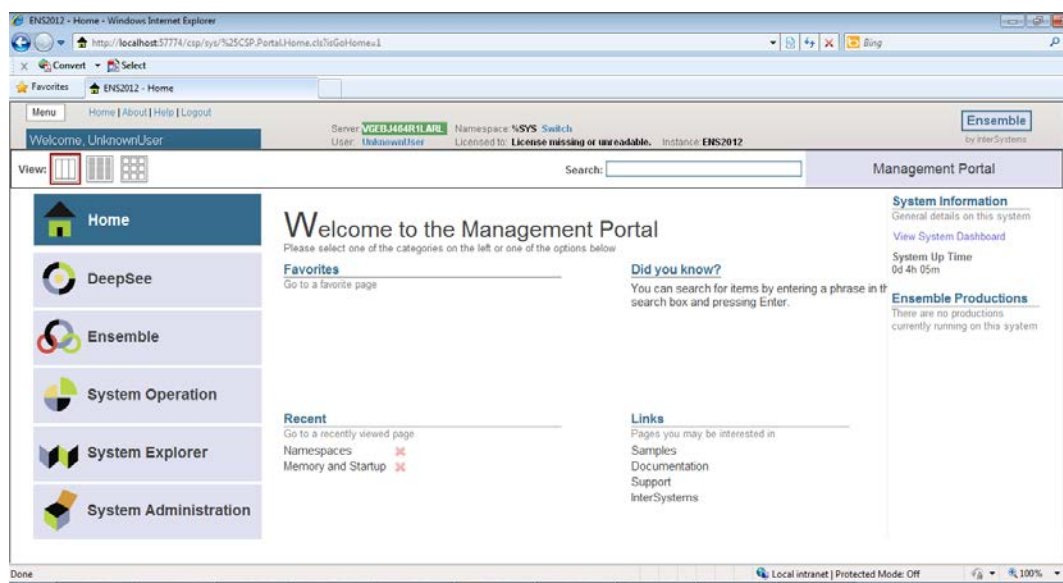 ENS2012 - Home - Windows Internet Explorer
http://localhost:57774/csp/sys/%25CSP.Portal.Home.cls?isGoHome=1
Bing
x Convert Select
Favorites ENS2012 - Home
Menu Home | About | Help | Logout
Welcome, UnknownUser
Server: VGEBJ464R1LARL Namespace: %SYS Switch
User: UnknownUser Licensed to: License missing or unreadable. Instance: ENS2012
Ensemble
by InterSystems
View:
Search:
Management Portal
Home
DeepSee
Ensemble
System Operation
System Explorer
System Administration
Welcome to the Management Portal
Please select one of the categories on the left or one of the options below
Favorites
Go to a favorite page
Did you know?
You can search for items by entering a phrase in th
search box and pressing Enter.
Recent
Go to a recently viewed page
Namespaces
Memory and Startup
Links
Pages you may be interested in
Samples
Documentation
Support
InterSystems
System Information
General details on this system
View System Dashboard
System Up Time
0d 4h 05m
Ensemble Productions
There are no productions
currently running on this system
Done
Local intranet | Protected Mode: Off
100%